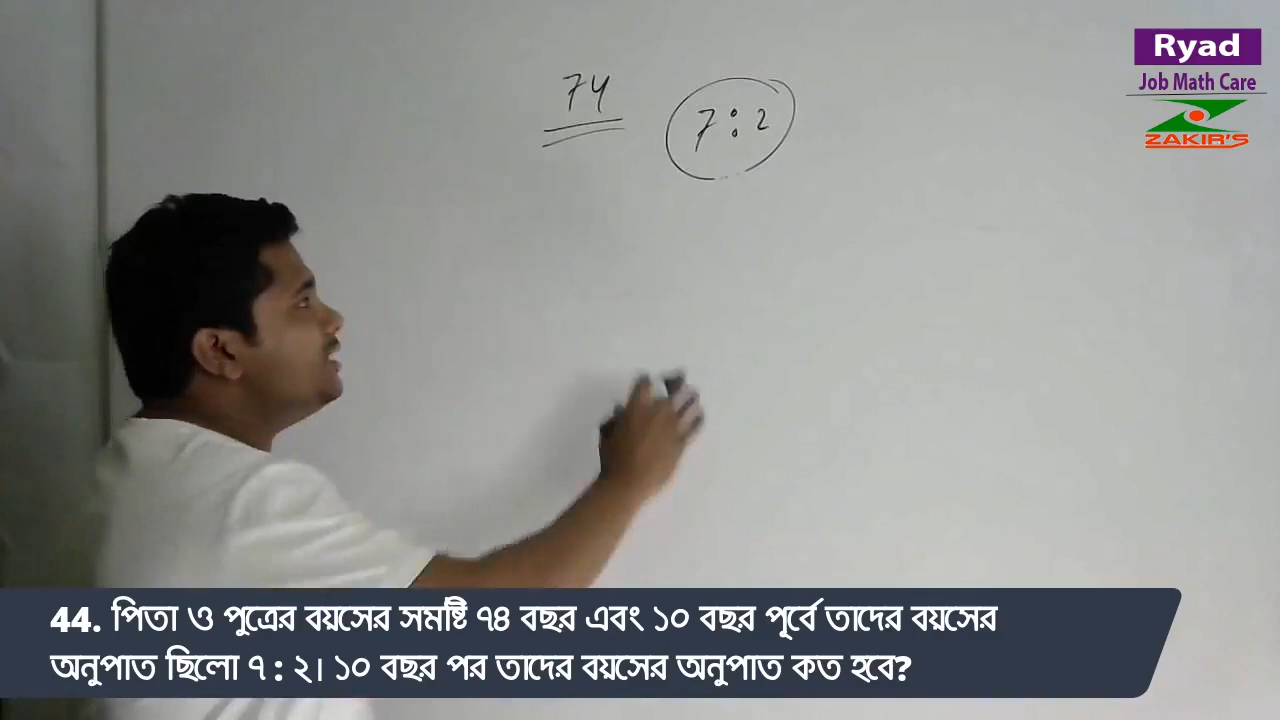 Ryad
Job Math Care
ZAKIR'S
74
7:2
44. পিতা ও পুত্রের বয়সের সমষ্টি ৭৪ বছর এবং ১০ বছর পূর্বে তাদের বয়সের
অনুপাত ছিলো ৭ : ২। ১০ বছর পর তাদের বয়সের অনুপাত কত হবে?